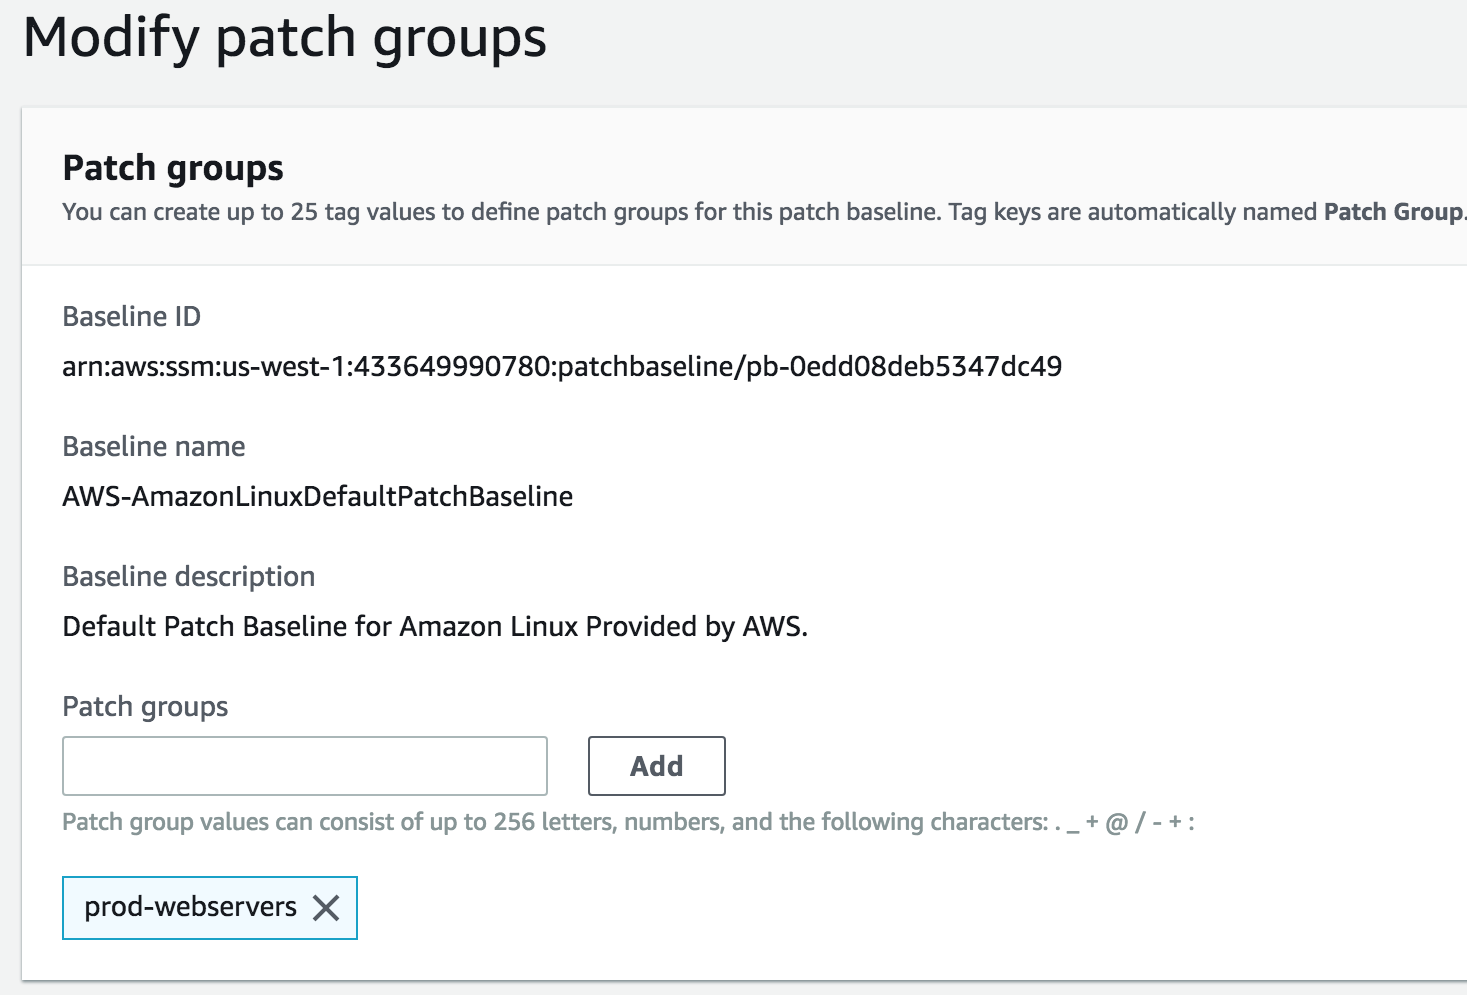 Modify patch groups
Patch groups
You can create up to 25 tag values to define patch groups for this patch baseline. Tag keys are automatically named Patch Group.
Baseline ID
arn:aws:ssm:us-west-1:433649990780:patchbaseline/pb-0edd08deb5347dc49
Baseline name
AWS-AmazonLinuxDefaultPatchBaseline
Baseline description
Default Patch Baseline for Amazon Linux Provided by AWS.
Patch groups
Add
Patch group values can consist of up to 256 letters, numbers, and the following characters: . _ + @ / - + :
prod-webservers